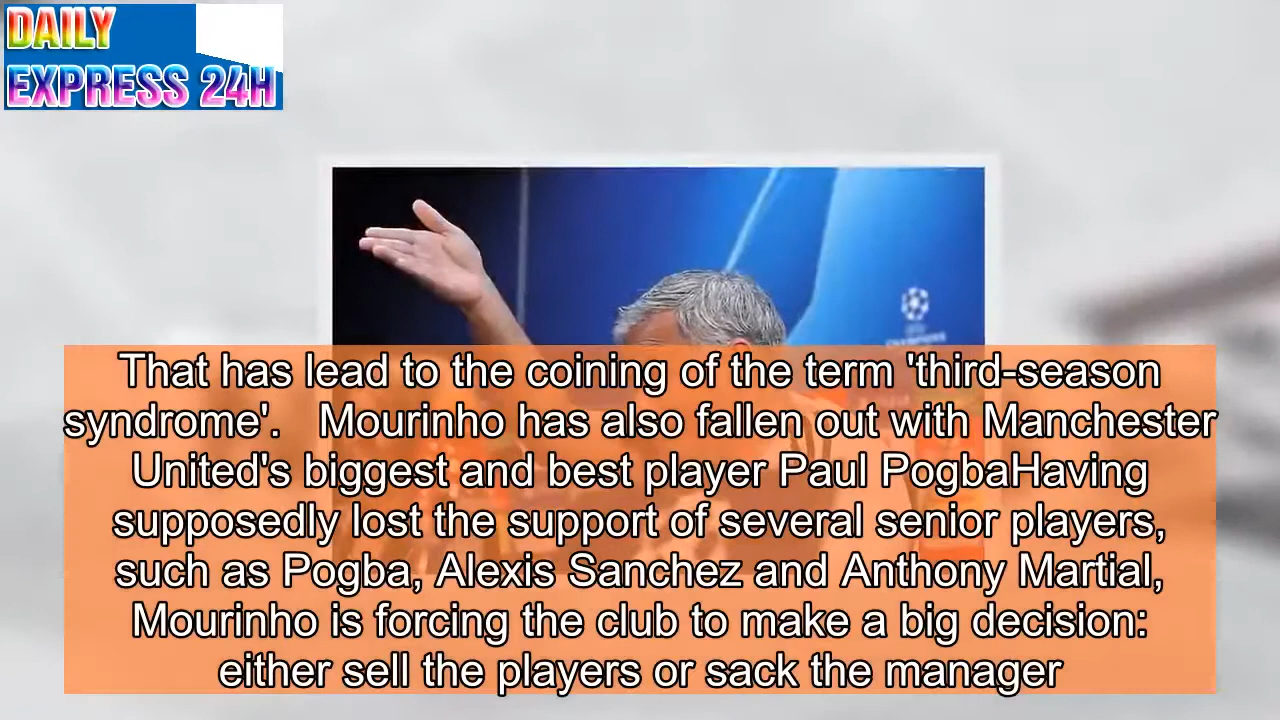 DAILY
EXPRESS 24H
That has lead to the coining of the term 'third-season
syndrome'.   Mourinho has also fallen out with Manchester
United's biggest and best player Paul PogbaHaving
supposedly lost the support of several senior players,
such as Pogba, Alexis Sanchez and Anthony Martial,
Mourinho is forcing the club to make a big decision:
either sell the players or sack the manager